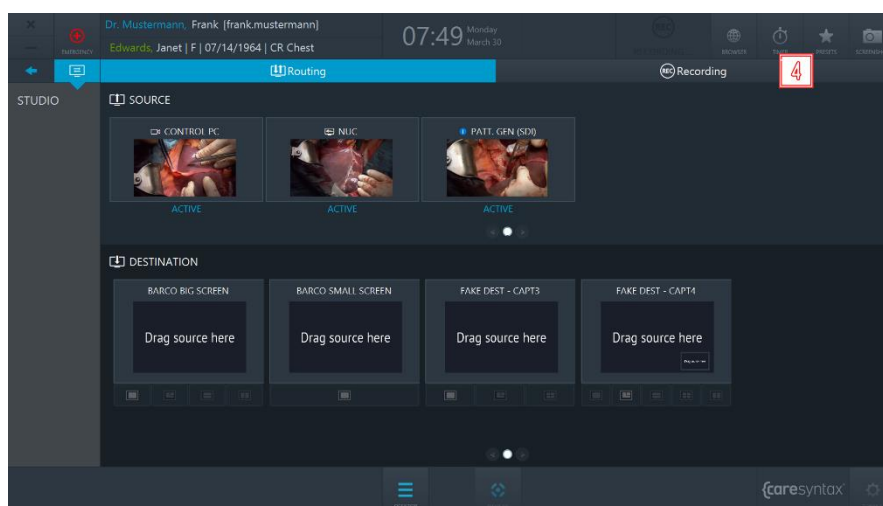 Dr. Mustermann, Frank [frank.mustermann]
Edwards, Janet | F | 07/14/1964 | CR Chest
EMERGENCY
07:49 Monday
March 30
REC
BROWSER
TIMER
PRESETS
Routing
REC Recording
4
STUDIO
SOURCE
CONTROL PC
NUC
PATT. GEN (SDI)
ACTIVE
ACTIVE
ACTIVE
DESTINATION
BARCO BIG SCREEN
BARCO SMALL SCREEN
FAKE DEST - CAPT3
FAKE DEST - CAPT4
Drag source here
Drag source here
Drag source here
Drag source here
{caresyntax